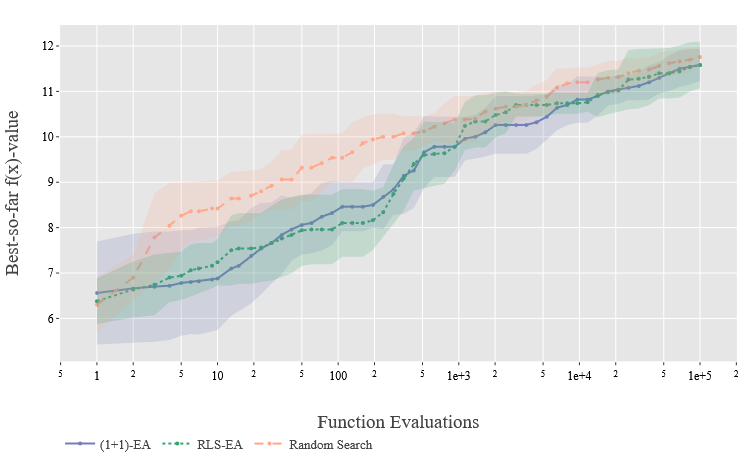 Best-so-far f(x)-value
12
11
10
9
8
7
6
5 1 2 5 10 2 5 100 2 5 1e+3 2 5 1e+4 2 5 1e+5 2
Function Evaluations
(1+1)-EA RLS-EA Random Search